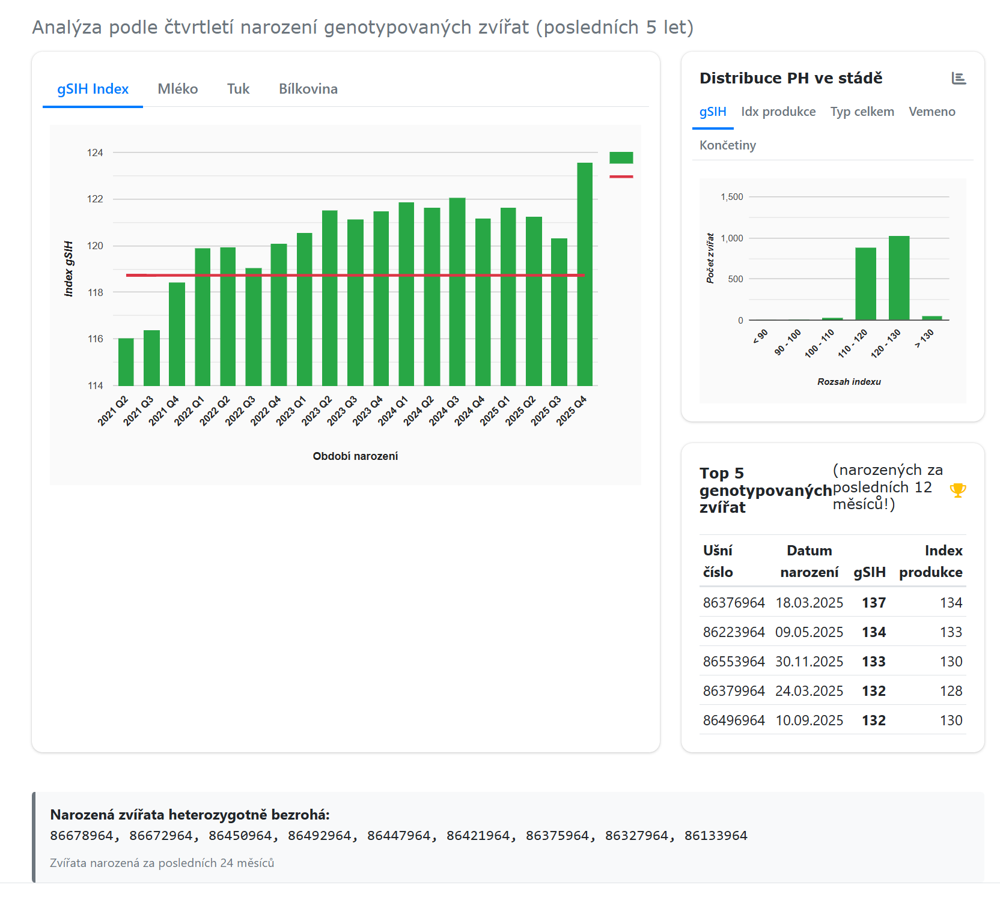 Analýza podle čtvrtletí narození genotypovaných zvířat (posledních 5 let)
gSIH Index Mléko Tuk Bílkovina
124
122
120
118
116
114
Index gSIH
2021 Q2 2021 Q3 2021 Q4 2022 Q1 2022 Q2 2022 Q3 2022 Q4 2023 Q1 2023 Q2 2023 Q3 2023 Q4 2024 Q1 2024 Q2 2024 Q3 2024 Q4 2025 Q1 2025 Q2 2025 Q3 2025 Q4
Období narození
Distribuce PH ve stádě
gSIH Idx produkce Typ celkem Vemeno
Končetiny
1,500
1,000
500
0
Počet zvířat
< 90 90 - 100 100 - 110 110 - 120 120 - 130 > 130
Rozsah indexu
Top 5
genotypovaných
zvířat
(narozených za
posledních 12
měsíců!)
Ušní Datum Index
číslo narození gSIH produkce
86376964 18.03.2025 137 134
86223964 09.05.2025 134 133
86553964 30.11.2025 133 130
86379964 24.03.2025 132 128
86496964 10.09.2025 132 130
Narozená zvířata heterozygotně bezrohá:
86678964, 86672964, 86450964, 86492964, 86447964, 86421964, 86375964, 86327964, 86133964
Zvířata narozená za posledních 24 měsíců